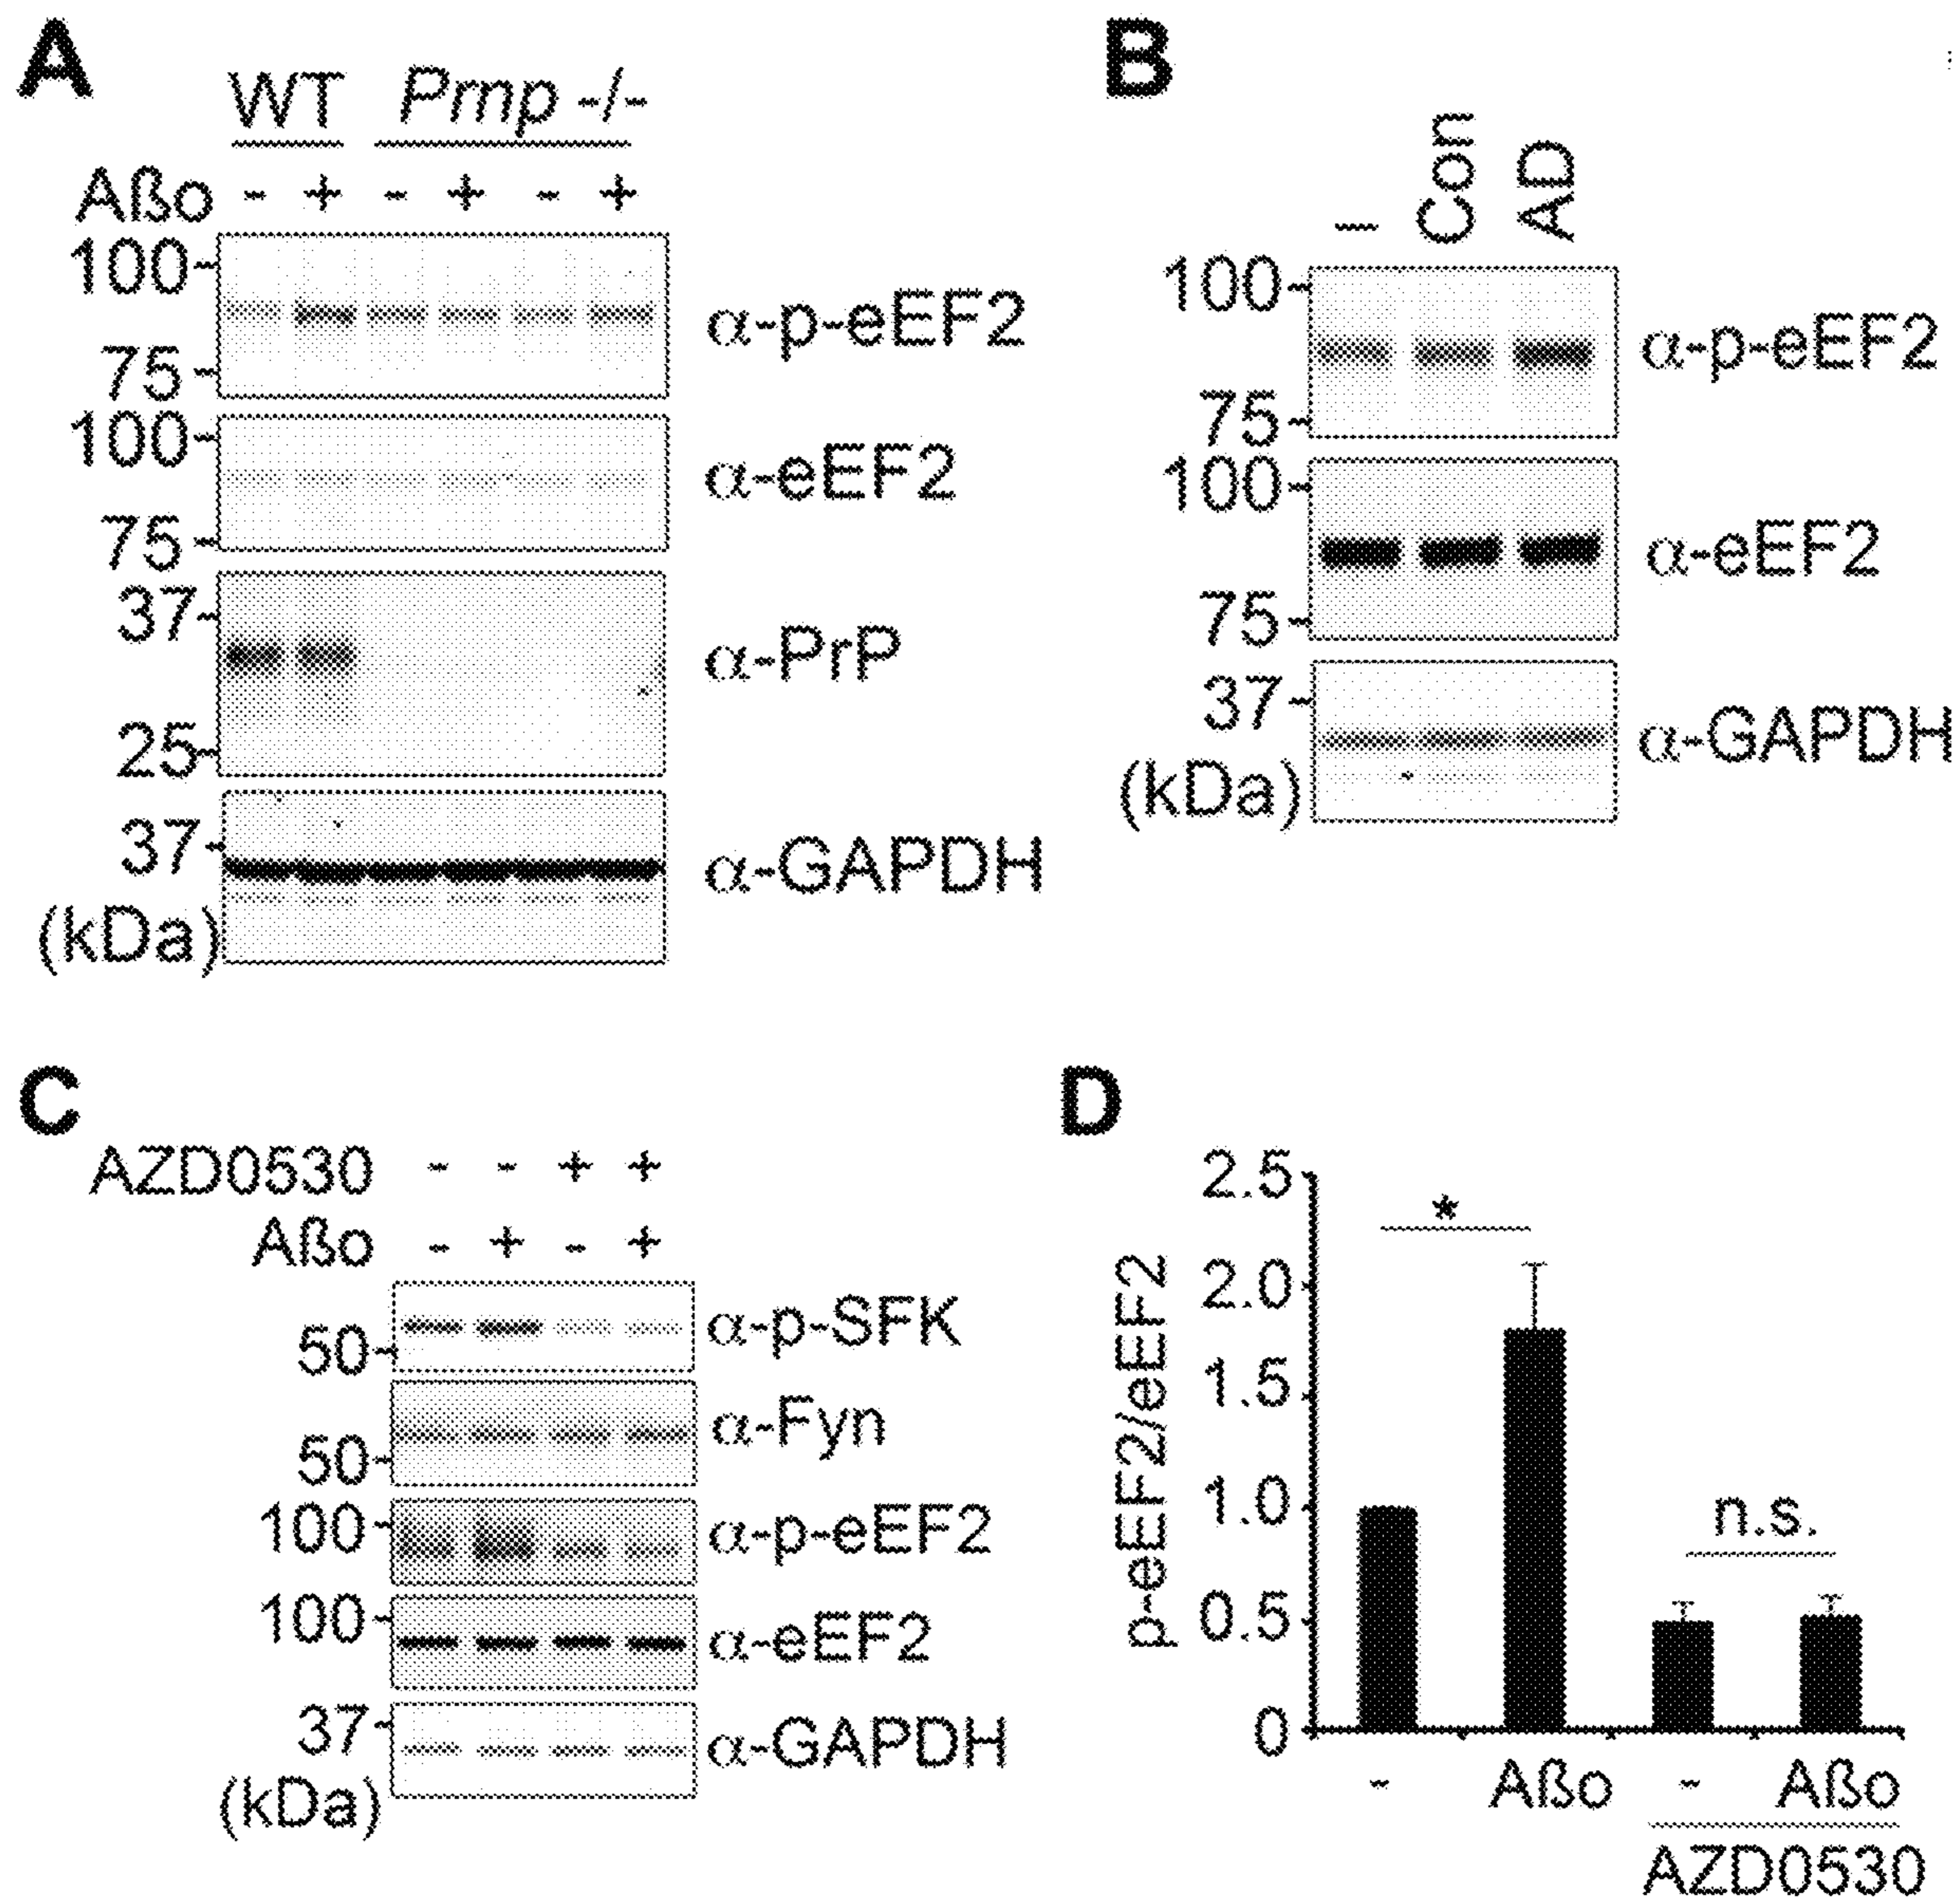 A
WT Prnp -/-
Aßo - + - + - +
100
75
α-p-eEF2
100
75
α-eEF2
37
25
α-PrP
37
α-GAPDH
(kDa)
B
– Con AD
100
75
α-p-eEF2
100
75
α-eEF2
37
α-GAPDH
(kDa)
C
AZD0530 - - + +
Aßo - + - +
50
α-p-SFK
50
α-Fyn
100
α-p-eEF2
100
α-eEF2
37
α-GAPDH
(kDa)
D
p-eEF2/eEF2
2.5
2.0
1.5
1.0
0.5
0
*
n.s.
- Aßo - Aßo
AZD0530